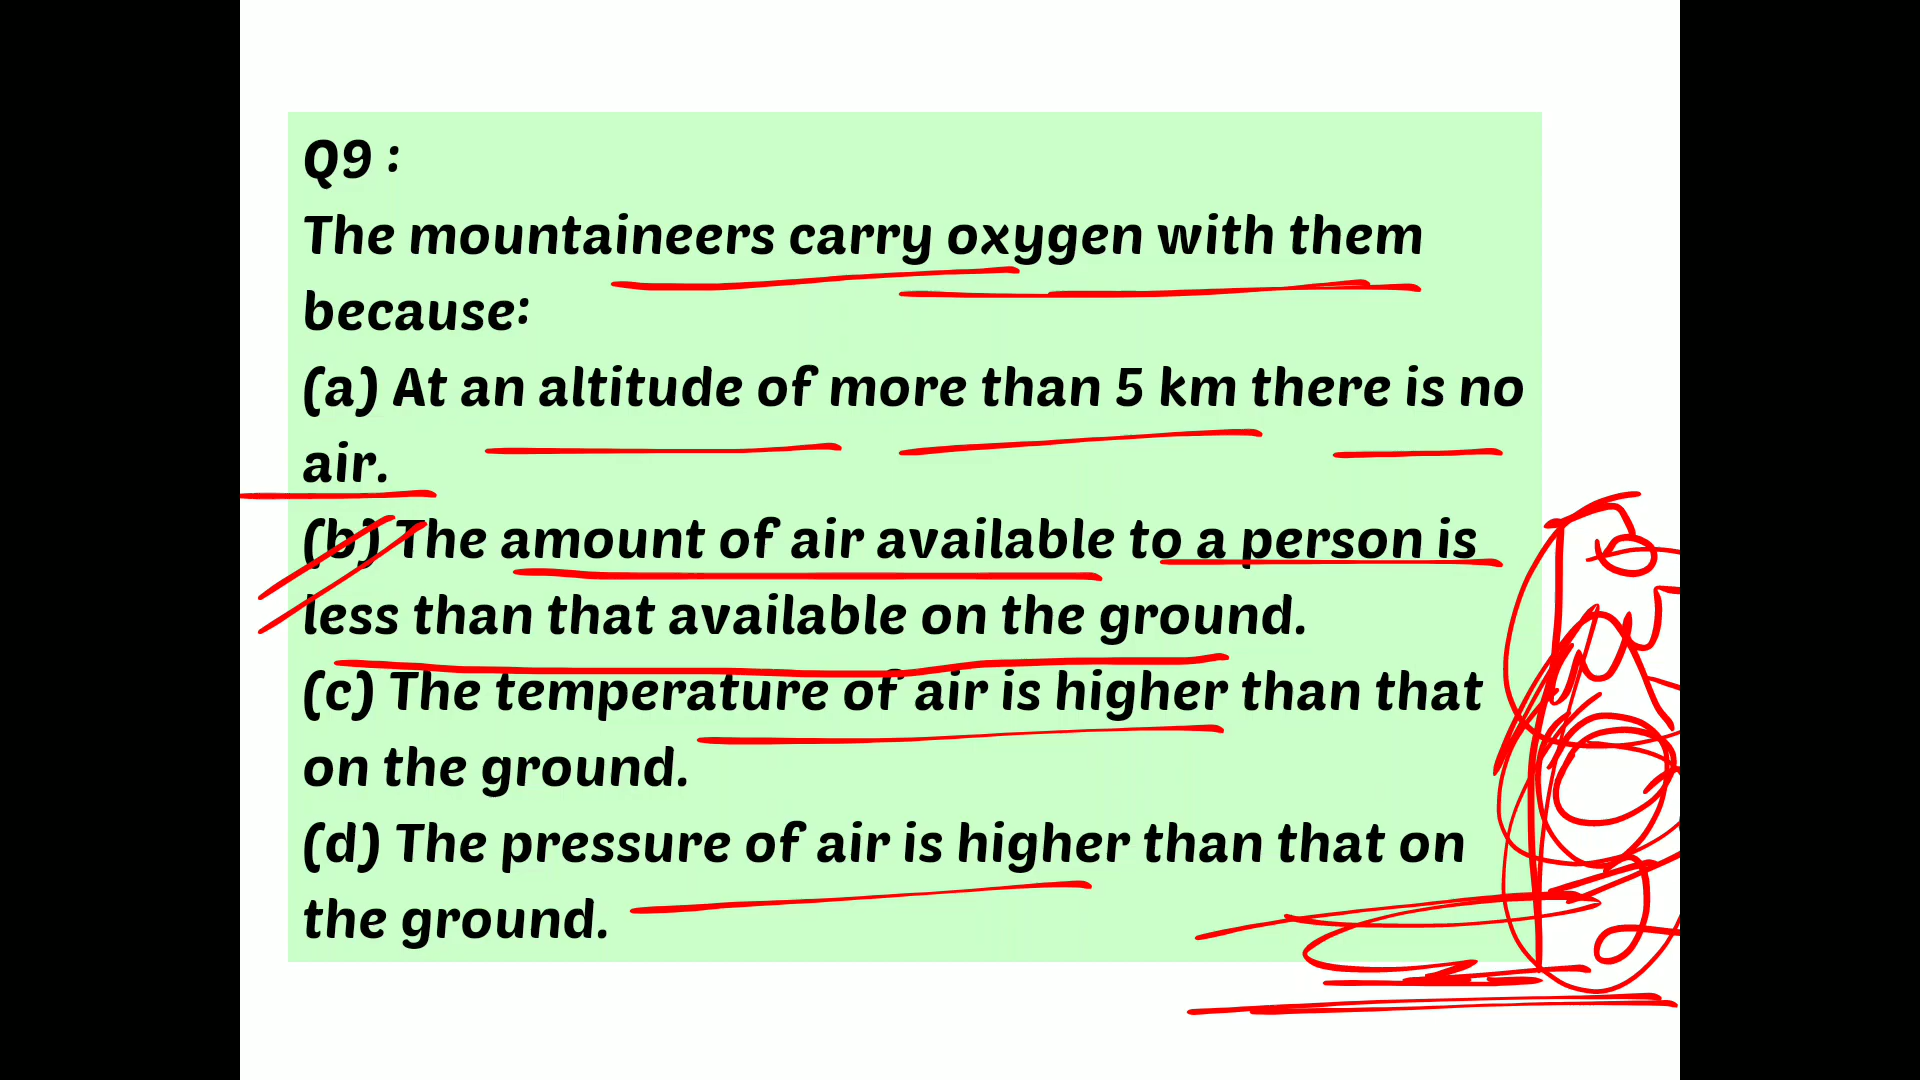 Q9 :
The mountaineers carry oxygen with them
because:
(a) At an altitude of more than 5 km there is no
air.
(b) The amount of air available to a person is
less than that available on the ground.
(c) The temperature of air is higher than that
on the ground.
(d) The pressure of air is higher than that on
the ground.